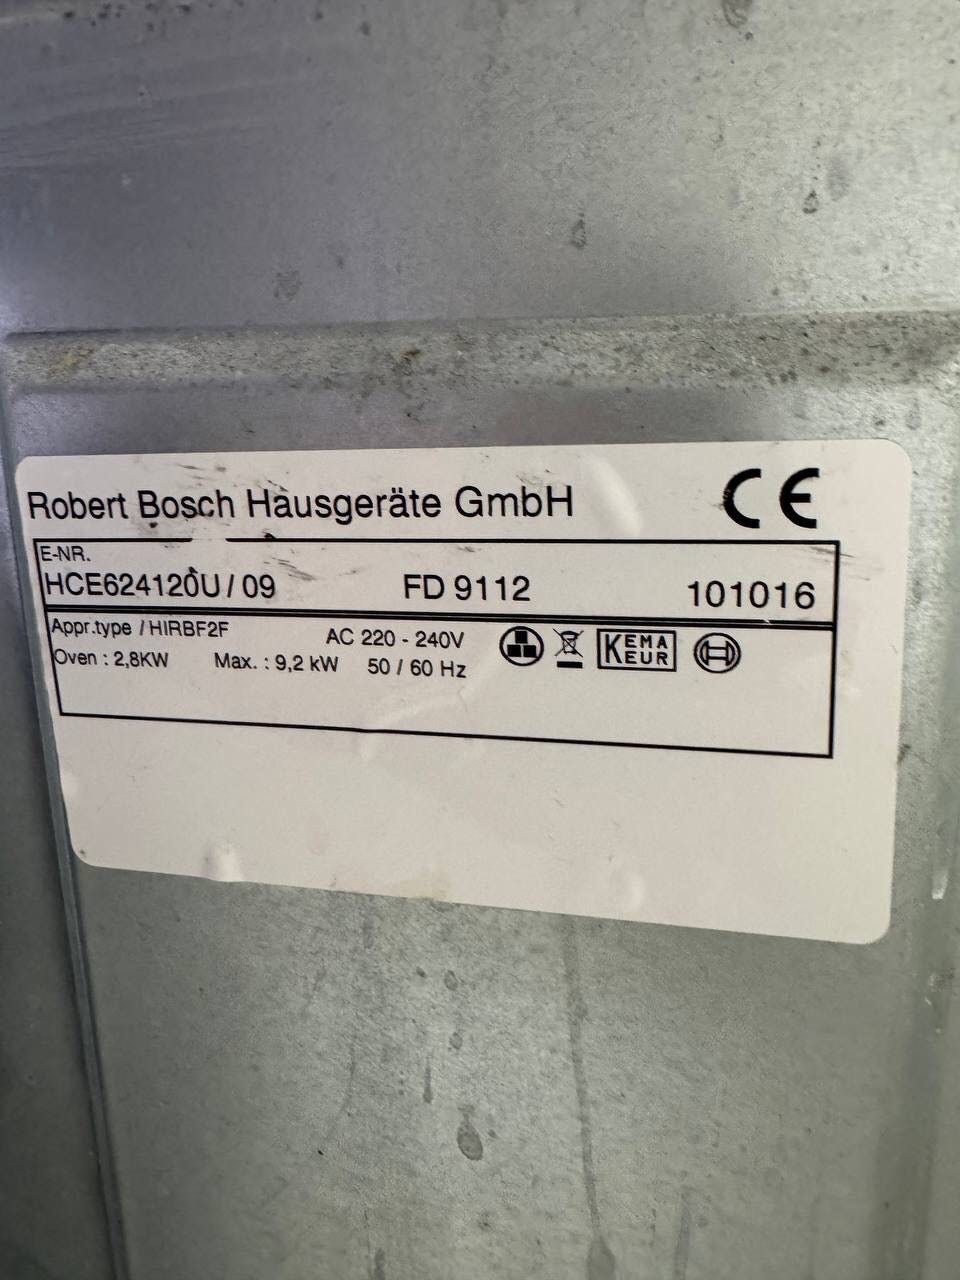 Robert Bosch Hausgeräte GmbH CE
E-NR.
HCE624120U / 09 FD 9112 101016
Appr.type / HIRBF2F AC 220 - 240V KEMA
Oven : 2,8KW Max. : 9,2 kW 50 / 60 Hz KEUR